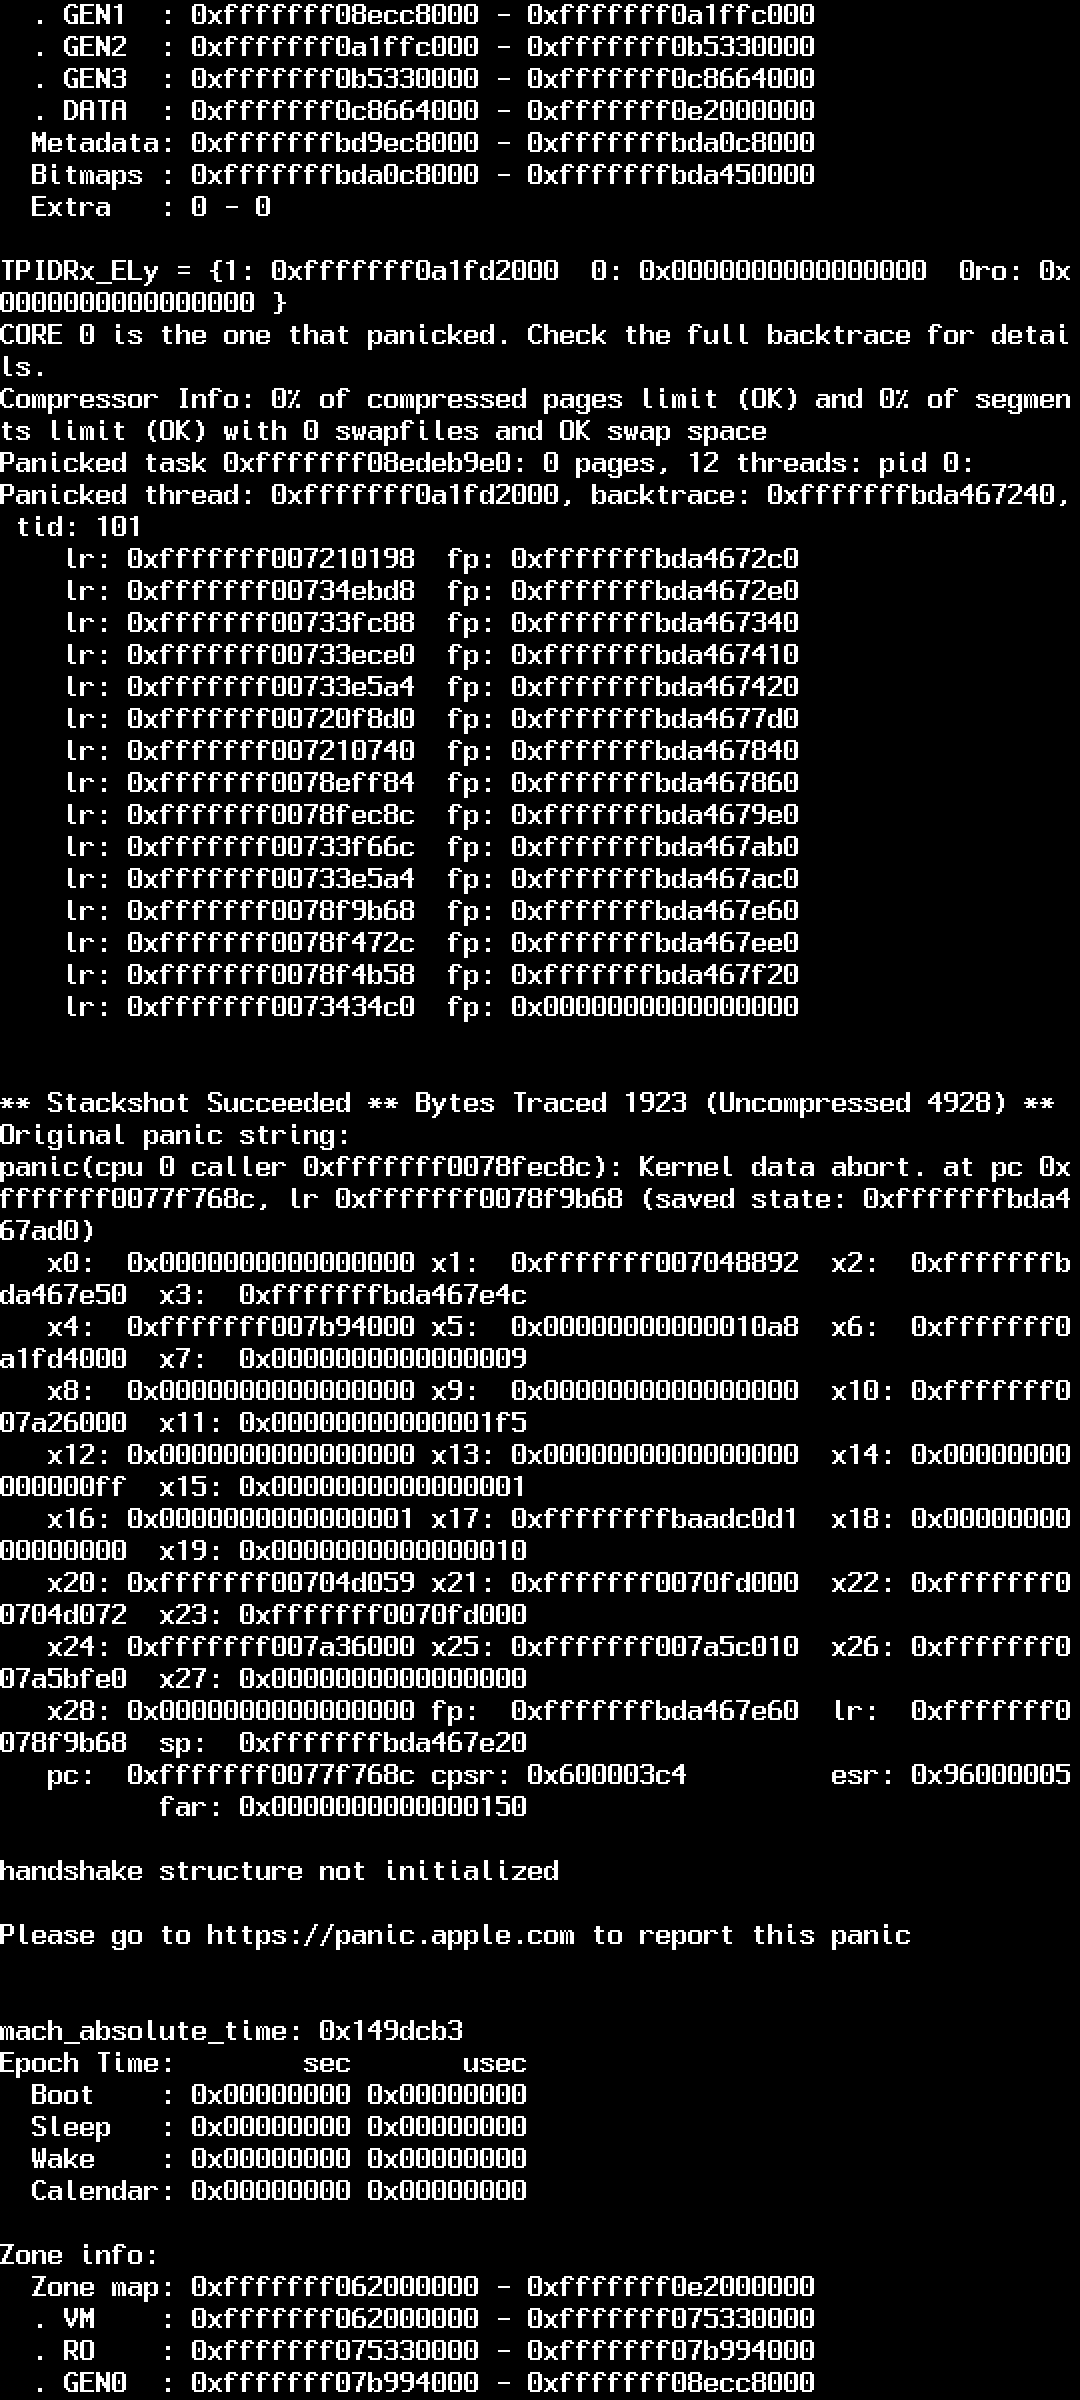 . GEN1  : 0xfffffff08ecc8000 - 0xfffffff0a1ffc000
  . GEN2  : 0xfffffff0a1ffc000 - 0xfffffff0b5330000
  . GEN3  : 0xfffffff0b5330000 - 0xfffffff0c8664000
  . DATA  : 0xfffffff0c8664000 - 0xfffffff0e2000000
  Metadata: 0xfffffffbd9ec8000 - 0xfffffffbda0c8000
  Bitmaps : 0xfffffffbda0c8000 - 0xfffffffbda450000
  Extra   : 0 - 0

TPIDRx_ELy = {1: 0xfffffff0a1fd2000  0: 0x0000000000000000  0ro: 0x
0000000000000000 }
CORE 0 is the one that panicked. Check the full backtrace for detai
ls.
Compressor Info: 0% of compressed pages limit (OK) and 0% of segmen
ts limit (OK) with 0 swapfiles and OK swap space
Panicked task 0xfffffff08edeb9e0: 0 pages, 12 threads: pid 0:
Panicked thread: 0xfffffff0a1fd2000, backtrace: 0xfffffffbda467240,
 tid: 101
    lr: 0xfffffff007210198  fp: 0xfffffffbda4672c0
    lr: 0xfffffff00734ebd8  fp: 0xfffffffbda4672e0
    lr: 0xfffffff00733fc88  fp: 0xfffffffbda467340
    lr: 0xfffffff00733ece0  fp: 0xfffffffbda467410
    lr: 0xfffffff00733e5a4  fp: 0xfffffffbda467420
    lr: 0xfffffff00720f8d0  fp: 0xfffffffbda4677d0
    lr: 0xfffffff007210740  fp: 0xfffffffbda467840
    lr: 0xfffffff0078eff84  fp: 0xfffffffbda467860
    lr: 0xfffffff0078fec8c  fp: 0xfffffffbda4679e0
    lr: 0xfffffff00733f66c  fp: 0xfffffffbda467ab0
    lr: 0xfffffff00733e5a4  fp: 0xfffffffbda467ac0
    lr: 0xfffffff0078f9b68  fp: 0xfffffffbda467e60
    lr: 0xfffffff0078f472c  fp: 0xfffffffbda467ee0
    lr: 0xfffffff0078f4b58  fp: 0xfffffffbda467f20
    lr: 0xfffffff0073434c0  fp: 0x0000000000000000

** Stackshot Succeeded ** Bytes Traced 1923 (Uncompressed 4928) **
Original panic string:
panic(cpu 0 caller 0xfffffff0078fec8c): Kernel data abort. at pc 0x
fffffff0077f768c, lr 0xfffffff0078f9b68 (saved state: 0xfffffffbda4
67ad0)
   x0:  0x0000000000000000 x1:  0xfffffff007048892  x2:  0xfffffffb
da467e50  x3:  0xfffffffbda467e4c
   x4:  0xfffffff007b94000 x5:  0x00000000000010a8  x6:  0xfffffff0
a1fd4000  x7:  0x0000000000000009
   x8:  0x0000000000000000 x9:  0x0000000000000000  x10: 0xfffffff0
07a26000  x11: 0x00000000000001f5
   x12: 0x0000000000000000 x13: 0x0000000000000000  x14: 0x00000000
000000ff  x15: 0x0000000000000001
   x16: 0x0000000000000001 x17: 0xffffffffbaadc0d1  x18: 0x00000000
00000000  x19: 0x0000000000000010
   x20: 0xfffffff00704d059 x21: 0xfffffff0070fd000  x22: 0xfffffff0
0704d072  x23: 0xfffffff0070fd000
   x24: 0xfffffff007a36000 x25: 0xfffffff007a5c010  x26: 0xfffffff0
07a5bfe0  x27: 0x0000000000000000
   x28: 0x0000000000000000 fp:  0xfffffffbda467e60  lr:  0xfffffff0
078f9b68  sp:  0xfffffffbda467e20
   pc:  0xfffffff0077f768c cpsr: 0x600003c4         esr: 0x96000005
          far: 0x0000000000000150

handshake structure not initialized

Please go to https://panic.apple.com to report this panic

mach_absolute_time: 0x149dcb3
Epoch Time:        sec       usec
  Boot    : 0x00000000 0x00000000
  Sleep   : 0x00000000 0x00000000
  Wake    : 0x00000000 0x00000000
  Calendar: 0x00000000 0x00000000

Zone info:
  Zone map: 0xfffffff062000000 - 0xfffffff0e2000000
  . VM    : 0xfffffff062000000 - 0xfffffff075330000
  . RO    : 0xfffffff075330000 - 0xfffffff07b994000
  . GEN0  : 0xfffffff07b994000 - 0xfffffff08ecc8000